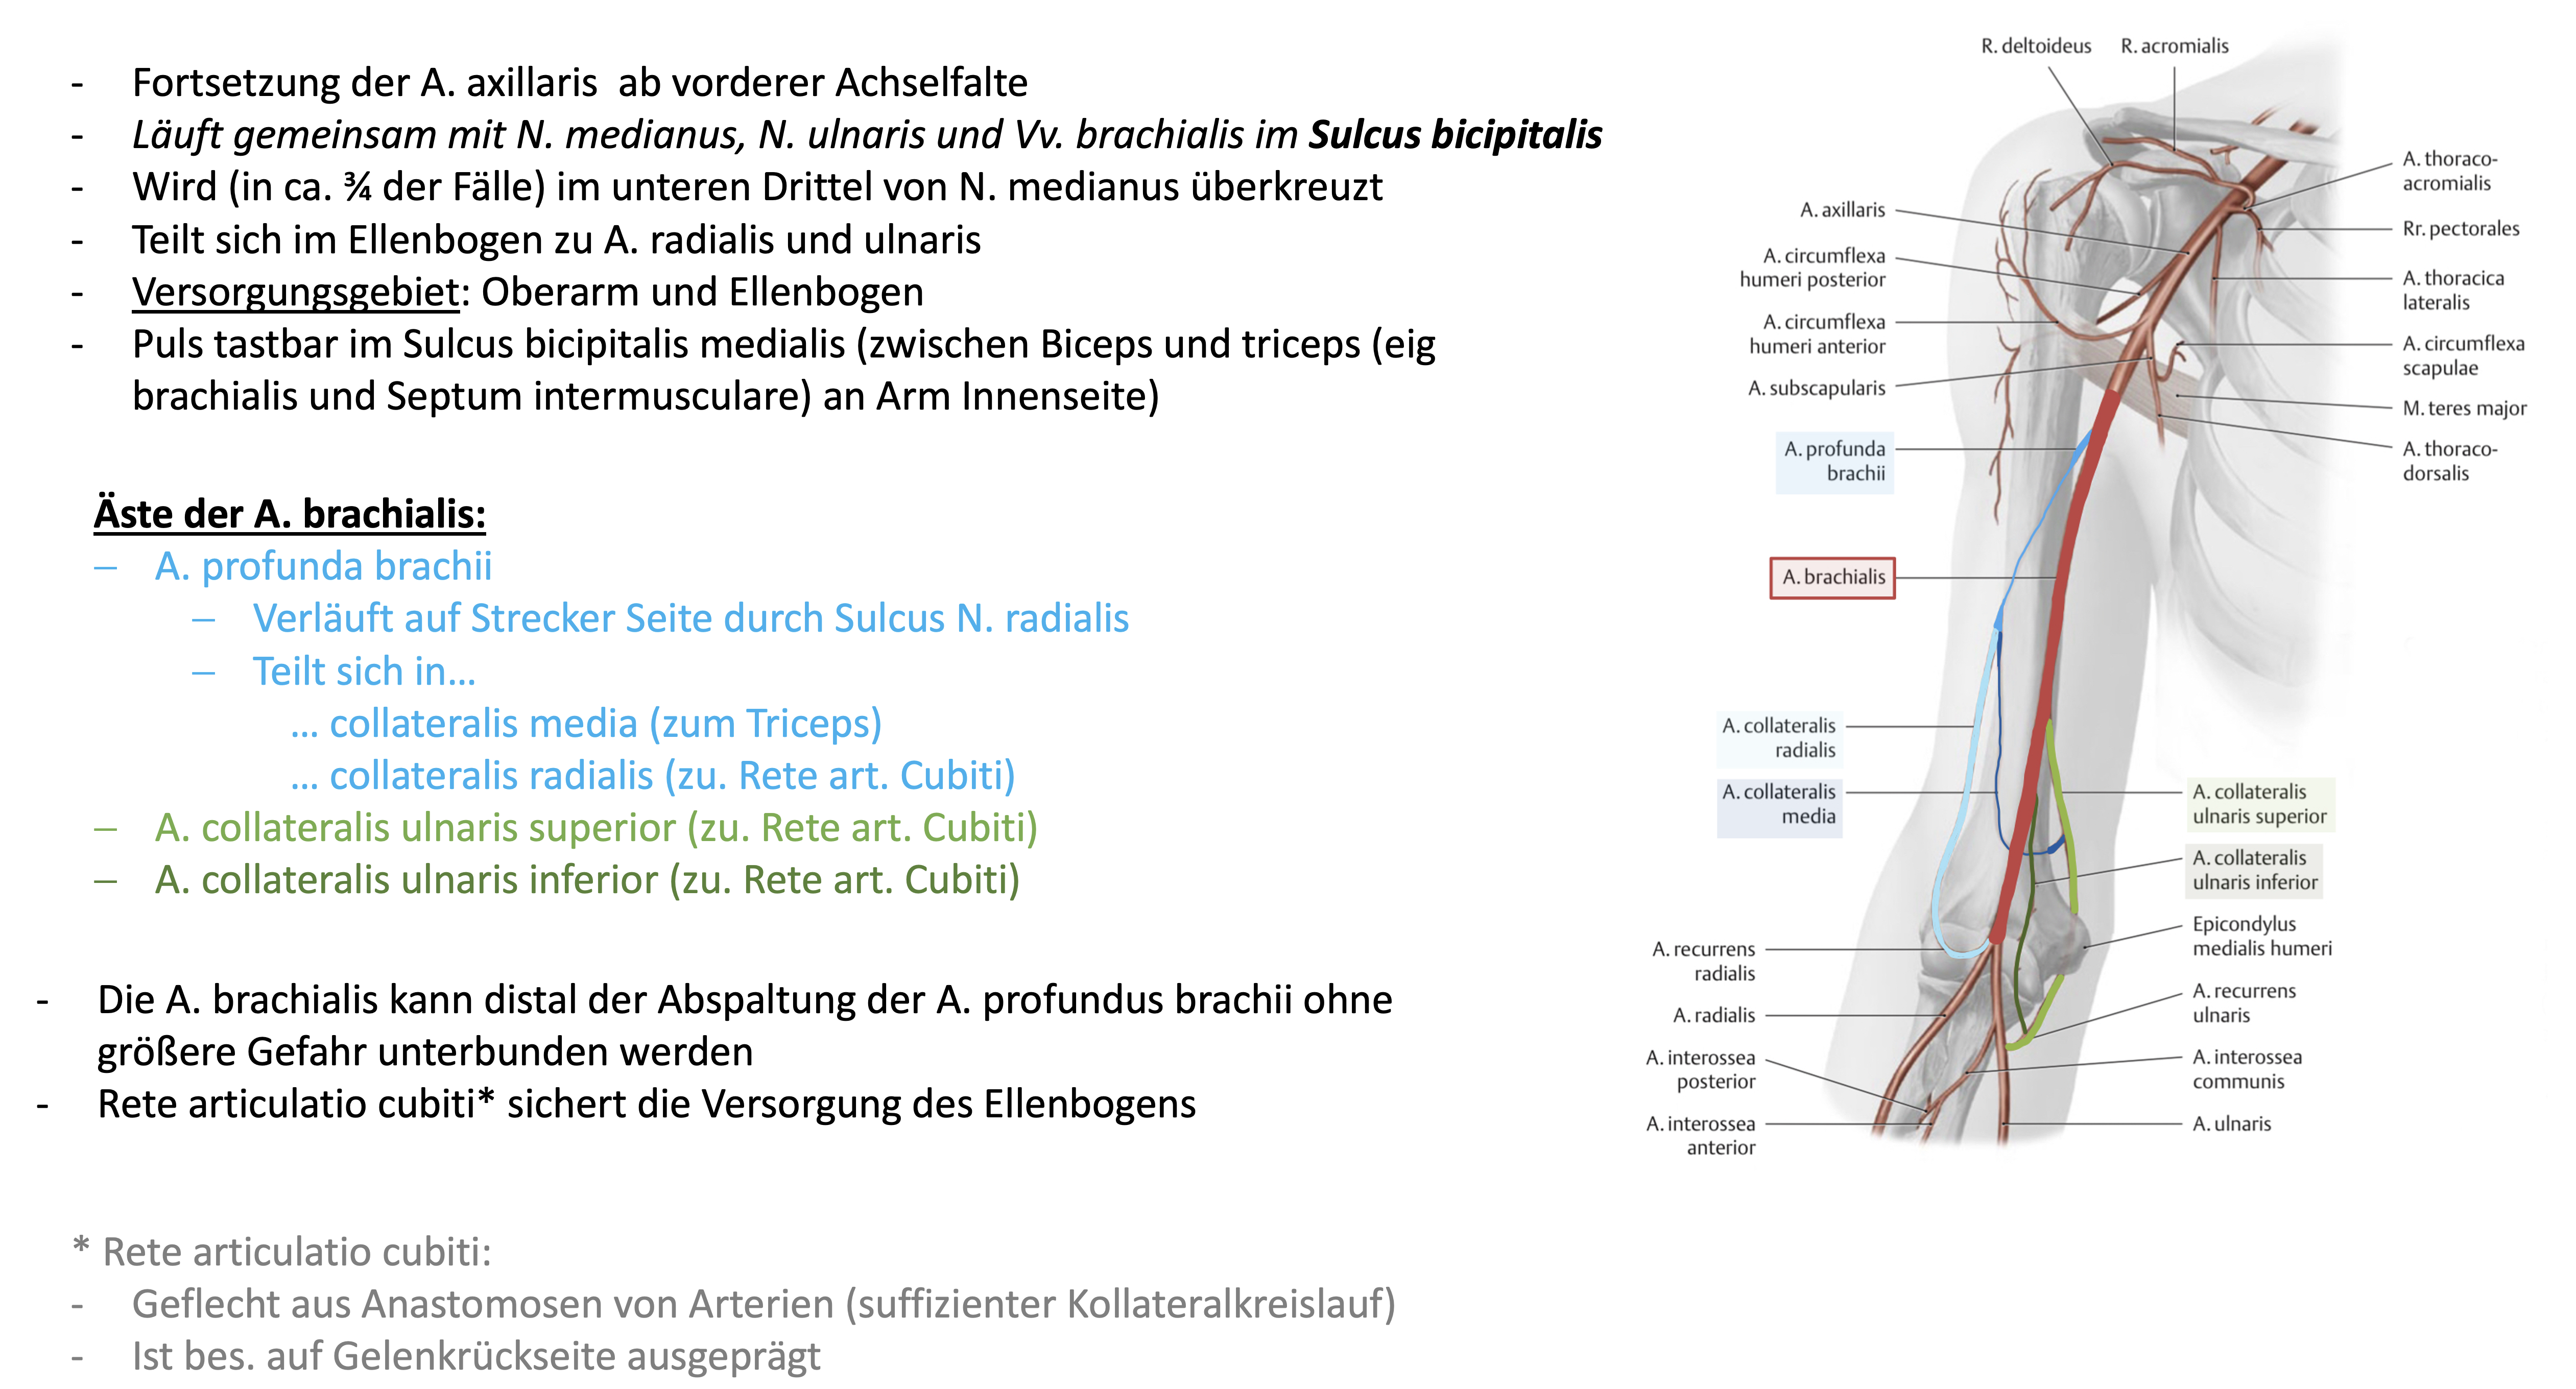 - Fortsetzung der A. axillaris  ab vorderer Achselfalte
- Läuft gemeinsam mit N. medianus, N. ulnaris und Vv. brachialis im Sulcus bicipitalis
- Wird (in ca. ¾ der Fälle) im unteren Drittel von N. medianus überkreuzt
- Teilt sich im Ellenbogen zu A. radialis und ulnaris
- Versorgungsgebiet: Oberarm und Ellenbogen
- Puls tastbar im Sulcus bicipitalis medialis (zwischen Biceps und triceps (eig
brachialis und Septum intermusculare) an Arm Innenseite)
Äste der A. brachialis:
– A. profunda brachii
– Verläuft auf Strecker Seite durch Sulcus N. radialis
– Teilt sich in...
... collateralis media (zum Triceps)
... collateralis radialis (zu. Rete art. Cubiti)
– A. collateralis ulnaris superior (zu. Rete art. Cubiti)
– A. collateralis ulnaris inferior (zu. Rete art. Cubiti)
- Die A. brachialis kann distal der Abspaltung der A. profundus brachii ohne
größere Gefahr unterbunden werden
- Rete articulatio cubiti* sichert die Versorgung des Ellenbogens
* Rete articulatio cubiti:
- Geflecht aus Anastomosen von Arterien (suffizienter Kollateralkreislauf)
- Ist bes. auf Gelenkrückseite ausgeprägt
R. deltoideus
R. acromialis
A. axillaris
A. circumflexa
humeri posterior
A. circumflexa
humeri anterior
A. subscapularis
A. profunda
brachii
A. brachialis
A. collateralis
radialis
A. collateralis
media
A. recurrens
radialis
A. radialis
A. interossea
posterior
A. interossea
anterior
A. thoraco-
acromialis
Rr. pectorales
A. thoracica
lateralis
A. circumflexa
scapulae
M. teres major
A. thoraco-
dorsalis
A. collateralis
ulnaris superior
A. collateralis
ulnaris inferior
Epicondylus
medialis humeri
A. recurrens
ulnaris
A. interossea
communis
A. ulnaris